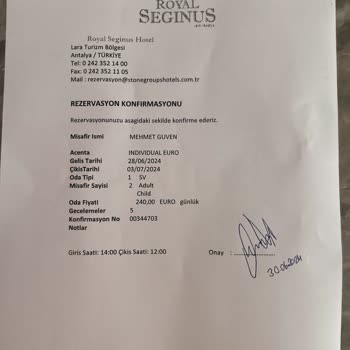 ROYAL
SEGINUS
Royal Seginus Hotel
Lara Turizm Bölgesi
Antalya / TÜRKİYE
Tel: 0 242 352 14 00
Fax: 0 242 352 11 05
Mail : rezervasyon@stonegroupshotels.com.tr
REZERVASYON KONFIRMASYONU
Rezervasyonunuzu asagidaki sekilde konfirme ederiz.
Misafir Ismi MEHMET GUVEN
Acenta INDIVIDUAL EURO
Gelis Tarihi 28/06/2024
ÇikisTarihi 03/07/2024
Oda Tipi 1 SV
Misafir Sayisi 2 Adult
Child
Oda Fiyati 240,00 EURO günlük
Gecelemeler 5
Konfirmasyon No 00344703
Notlar
Giris Saati: 14:00 Çikis Saati: 12:00 Onay : ................
30.06.2024